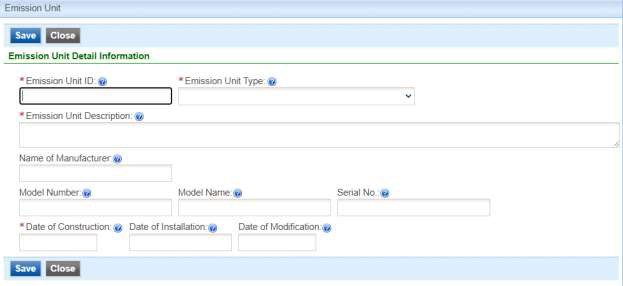 Emission Unit
Save Close
Emission Unit Detail Information
* Emission Unit ID: * Emission Unit Type:
* Emission Unit Description:
Name of Manufacturer:
Model Number: Model Name: Serial No.:
* Date of Construction: Date of Installation: Date of Modification:
Save Close